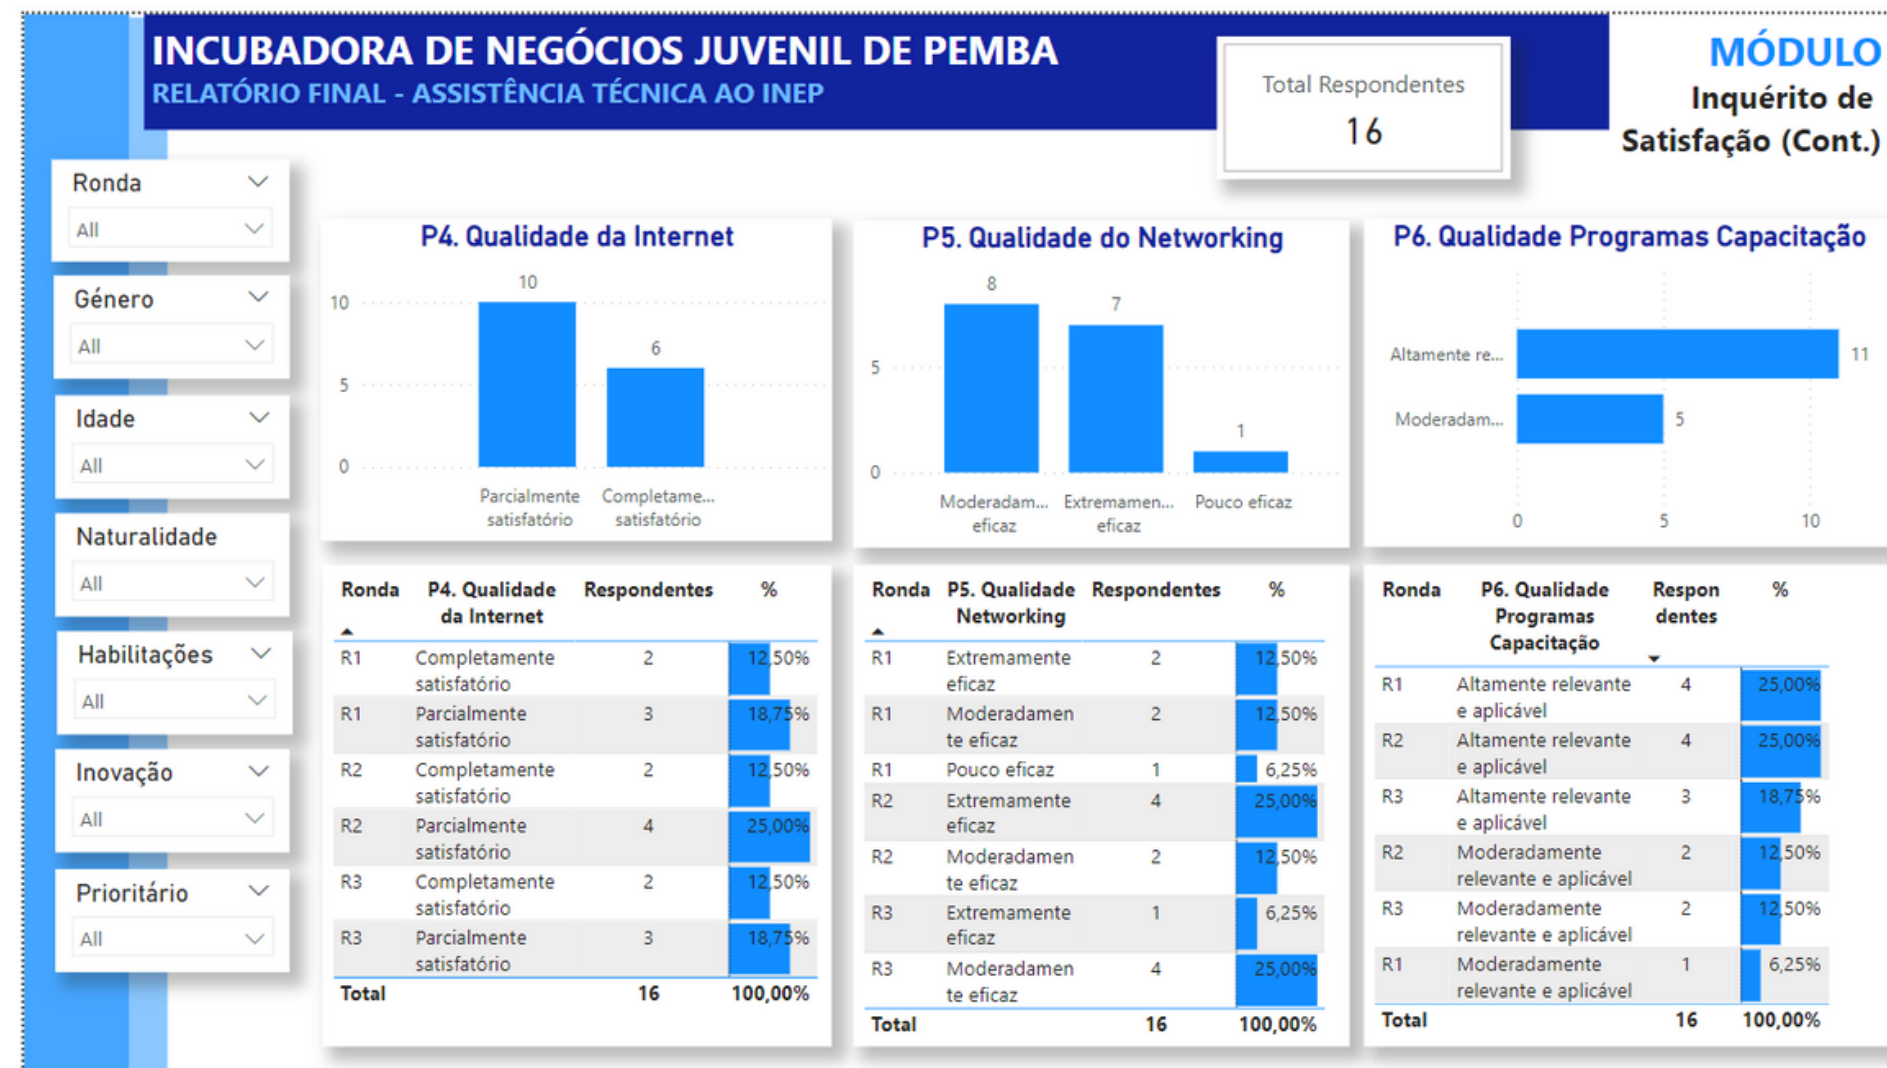 INCUBADORA DE NEGÓCIOS JUVENIL DE PEMBA
RELATÓRIO FINAL - ASSISTÊNCIA TÉCNICA AO INEP
Total Respondentes
16
MÓDULO
Inquérito de
Satisfação (Cont.)
Ronda
All
Género
All
Idade
All
Naturalidade
All
Habilitações
All
Inovação
All
Prioritário
All
P4. Qualidade da Internet
10
10
6
5
0
Parcialmente Completame...
satisfatório satisfatório
P5. Qualidade do Networking
8
7
5
1
0
Moderadam... Extremamen... Pouco eficaz
eficaz eficaz
P6. Qualidade Programas Capacitação
Altamente re... 11
Moderadam... 5
0 5 10
Ronda P4. Qualidade Respondentes %
da Internet
R1 Completamente 2 12,50%
satisfatório
R1 Parcialmente 3 18,75%
satisfatório
R2 Completamente 2 12,50%
satisfatório
R2 Parcialmente 4 25,00%
satisfatório
R3 Completamente 2 12,50%
satisfatório
R3 Parcialmente 3 18,75%
satisfatório
Total 16 100,00%
Ronda P5. Qualidade Respondentes %
Networking
R1 Extremamente 2 12,50%
eficaz
R1 Moderadamen 2 12,50%
te eficaz
R1 Pouco eficaz 1 6,25%
R2 Extremamente 4 25,00%
eficaz
R2 Moderadamen 2 12,50%
te eficaz
R3 Extremamente 1 6,25%
eficaz
R3 Moderadamen 4 25,00%
te eficaz
Total 16 100,00%
Ronda P6. Qualidade Respon %
Programas dentes
Capacitação
R1 Altamente relevante 4 25,00%
e aplicável
R2 Altamente relevante 4 25,00%
e aplicável
R3 Altamente relevante 3 18,75%
e aplicável
R2 Moderadamente 2 12,50%
relevante e aplicável
R3 Moderadamente 2 12,50%
relevante e aplicável
R1 Moderadamente 1 6,25%
relevante e aplicável
Total 16 100,00%